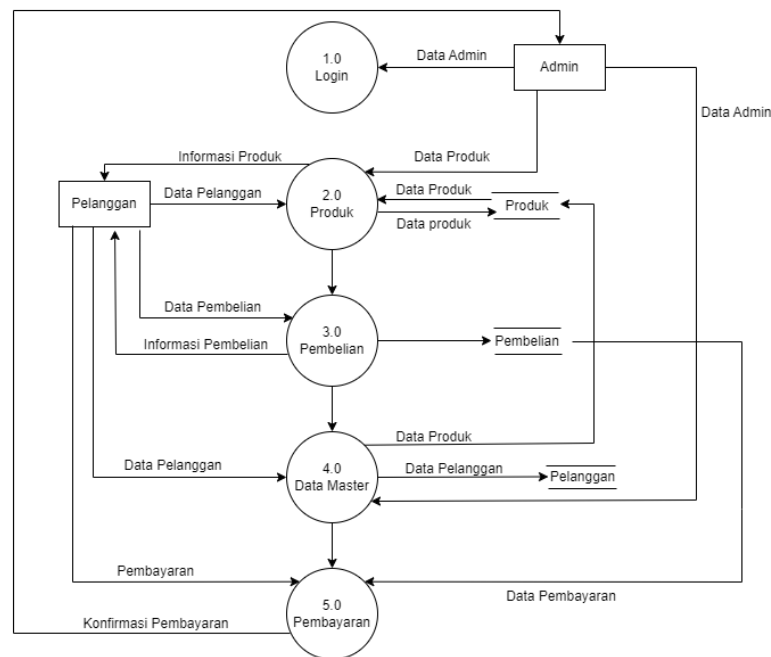 1.0
Login
Data Admin
Admin
Data Admin
Informasi Produk
Data Produk
Pelanggan
Data Pelanggan
2.0
Produk
Data Produk
Produk
Data produk
Data Pembelian
3.0
Pembelian
Informasi Pembelian
Pembelian
Data Produk
4.0
Data Master
Data Pelanggan
Data Pelanggan
Pelanggan
Pembayaran
Data Pembayaran
5.0
Pembayaran
Konfirmasi Pembayaran